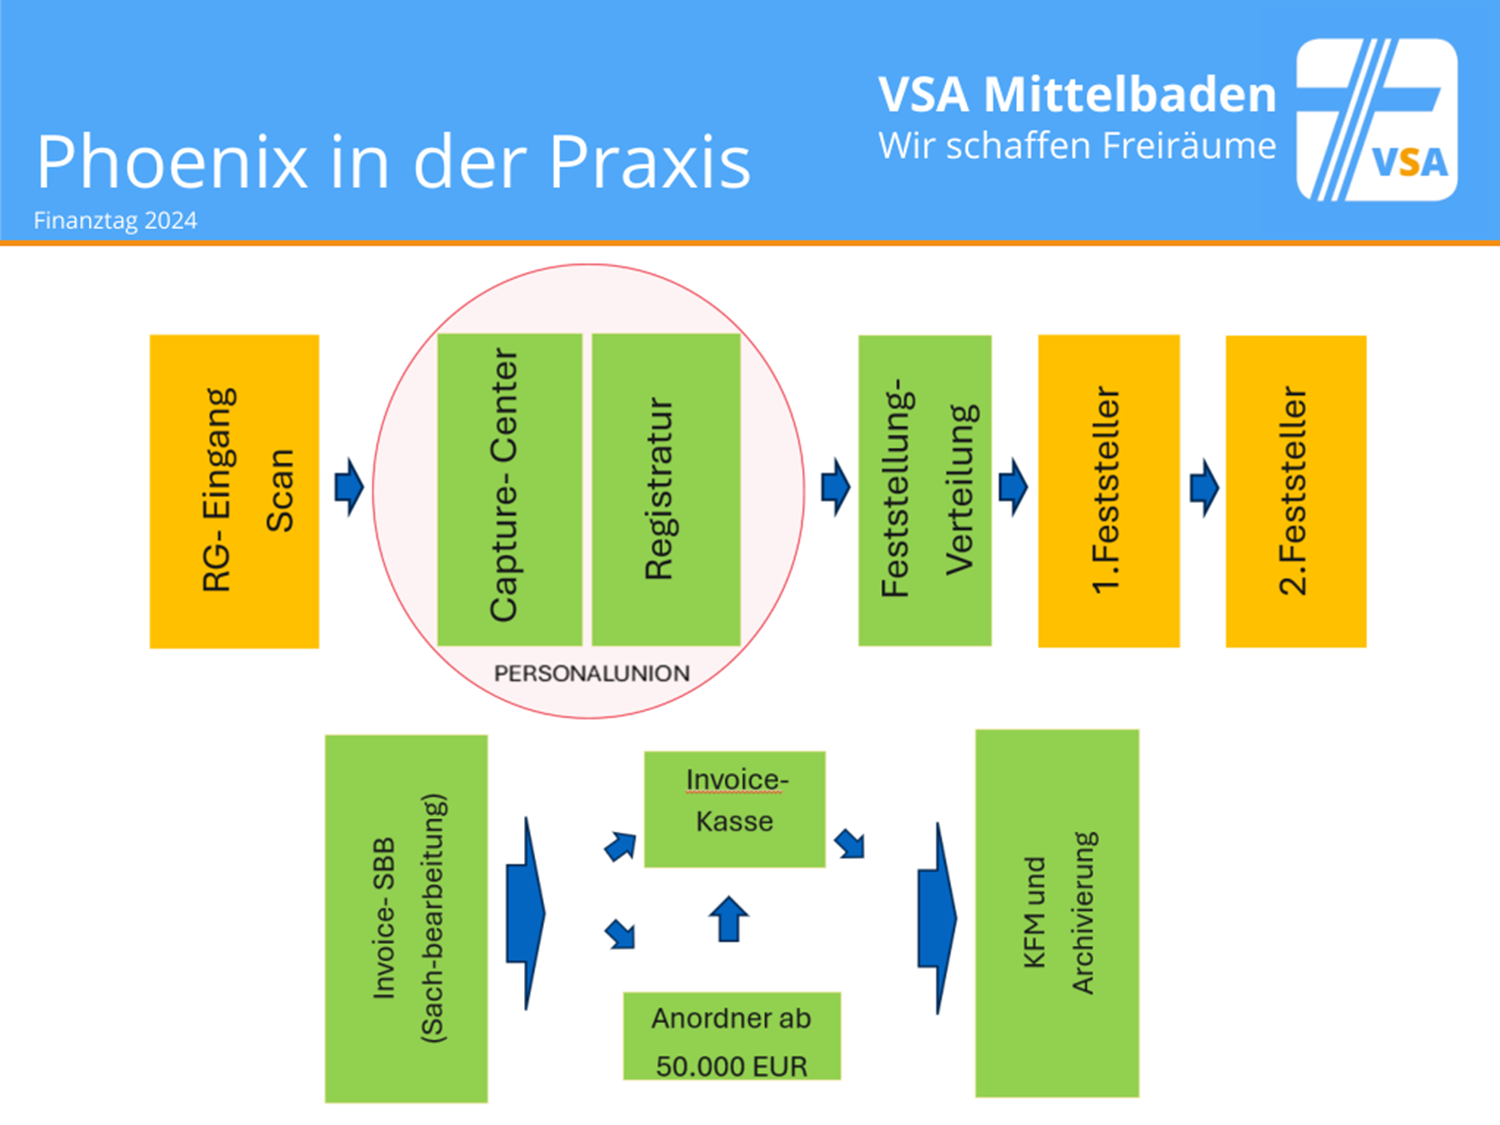 Phoenix in der Praxis
Finanztag 2024
VSA Mittelbaden
Wir schaffen Freiräume
VSA
RG- Eingang
Scan
Capture- Center
Registratur
PERSONALUNION
Feststellung-
Verteilung
1.Feststeller
2.Feststeller
Invoice- SBB
(Sach-bearbeitung)
Invoice-
Kasse
Anordner ab
50.000 EUR
KFM und
Archivierung